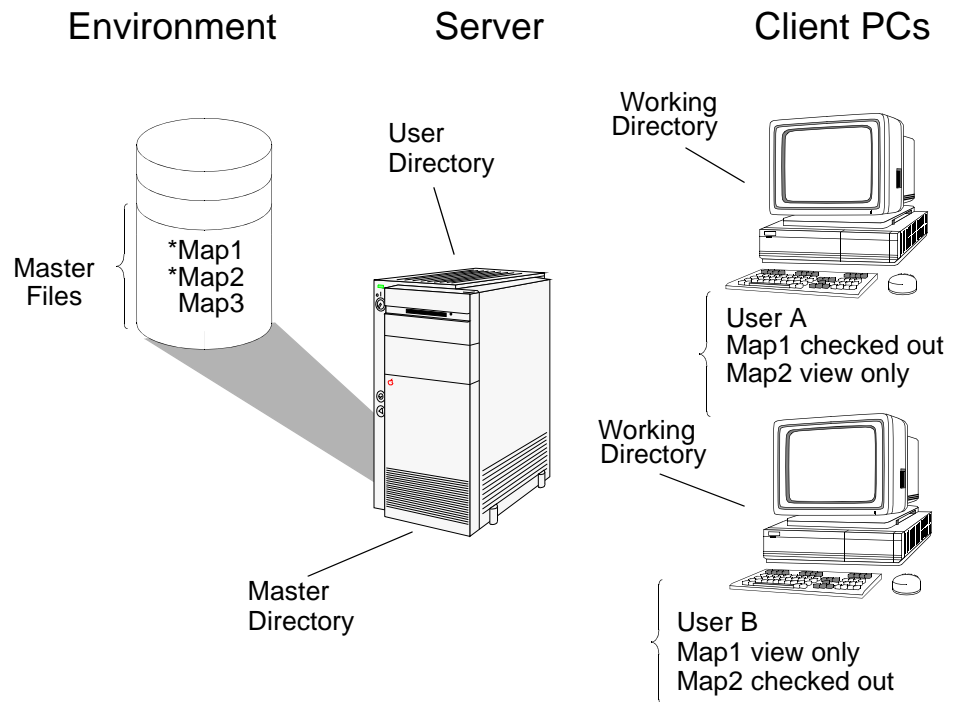 Environment
Server
Client PCs
Working
Directory
User
Directory
*Map1
*Map2
Map3
Master
Files
User A
Map1 checked out
Map2 view only
Working
Directory
Master
Directory
User B
Map1 view only
Map2 checked out